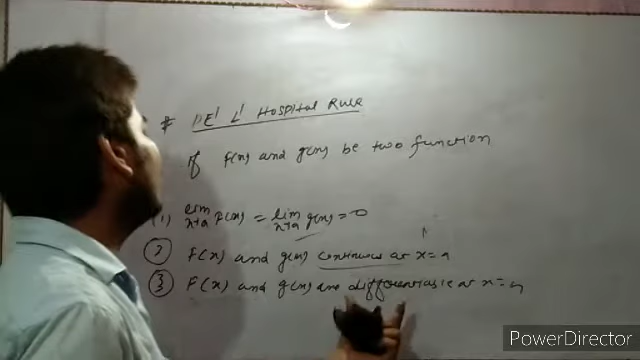 * DE' L' Hospital Rule
If f(x) and g(x) be two function
(1) lim x→a f(x) = lim x→a g(x) = 0
(2) f(x) and g(x) continuous at x=a
(3) f(x) and g(x) are differentiable at x=a
PowerDirector